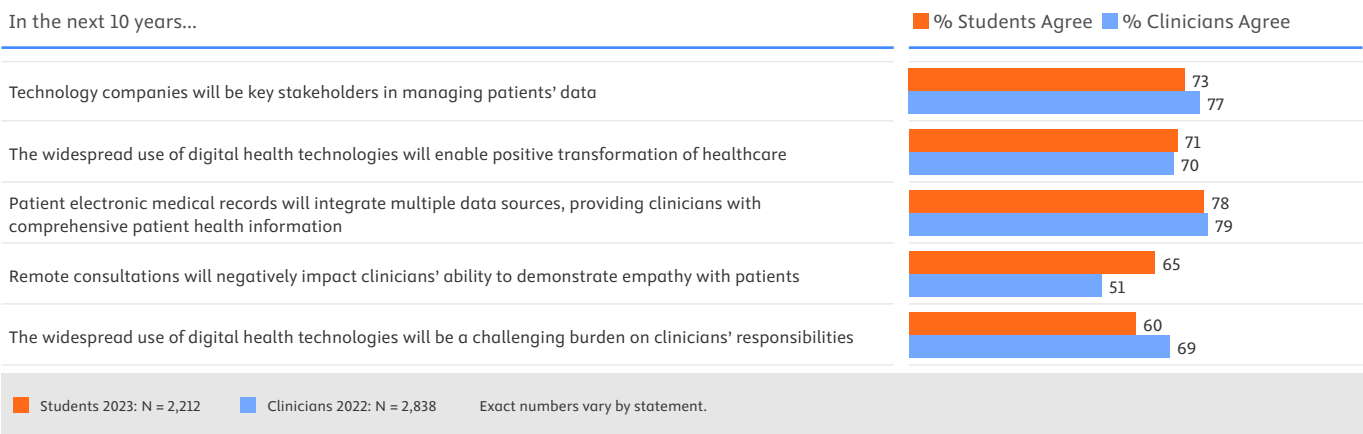 In the next 10 years...
% Students Agree % Clinicians Agree
Technology companies will be key stakeholders in managing patients’ data
73
77
The widespread use of digital health technologies will enable positive transformation of healthcare
71
70
Patient electronic medical records will integrate multiple data sources, providing clinicians with
comprehensive patient health information
78
79
Remote consultations will negatively impact clinicians’ ability to demonstrate empathy with patients
65
51
The widespread use of digital health technologies will be a challenging burden on clinicians’ responsibilities
60
69
Students 2023: N = 2,212 Clinicians 2022: N = 2,838 Exact numbers vary by statement.